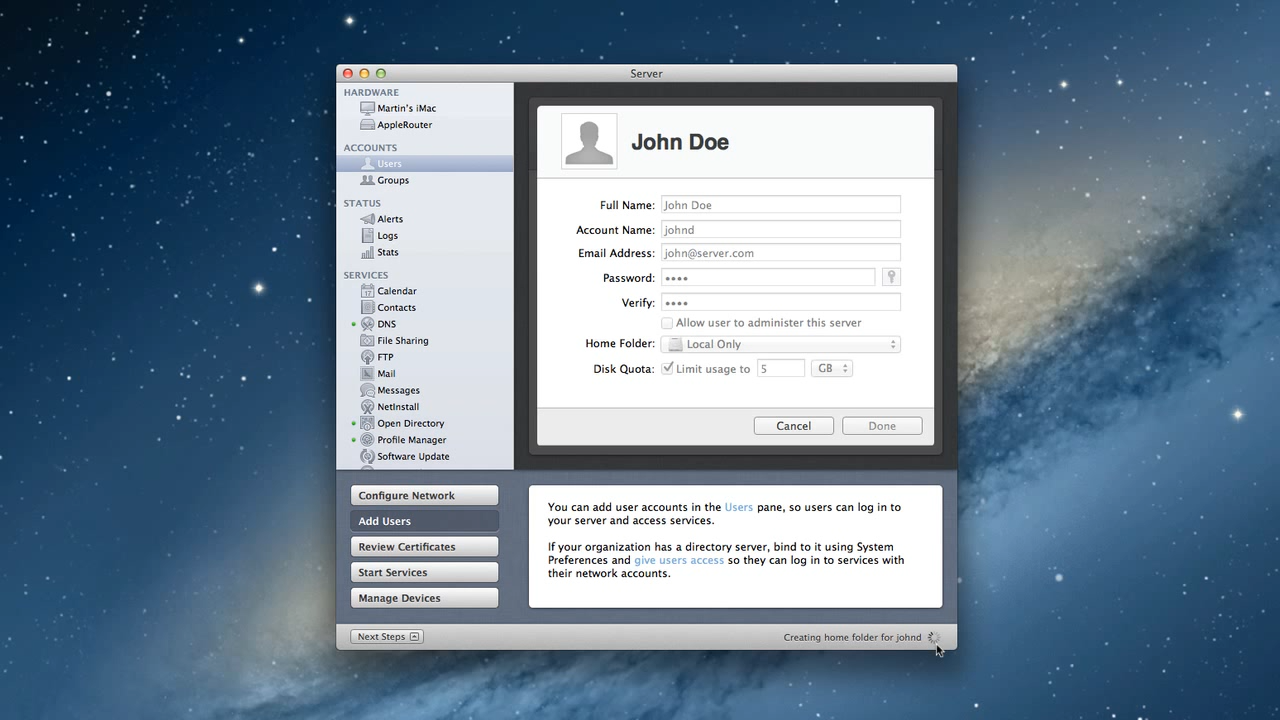 Server
HARDWARE
Martin's iMac
AppleRouter
ACCOUNTS
Users
Groups
STATUS
Alerts
Logs
Stats
SERVICES
17 Calendar
Contacts
DNS
File Sharing
FTP
Mail
Messages
NetInstall
Open Directory
Profile Manager
Software Update
John Doe
Full Name: John Doe
Account Name: johnd
Email Address: john@server.com
Password: ••••
Verify: ••••
Allow user to administer this server
Home Folder: Local Only
Disk Quota: Limit usage to 5 GB
Cancel Done
Configure Network
Add Users
Review Certificates
Start Services
Manage Devices
You can add user accounts in the Users pane, so users can log in to
your server and access services.
If your organization has a directory server, bind to it using System
Preferences and give users access so they can log in to services with
their network accounts.
Next Steps
Creating home folder for johnd